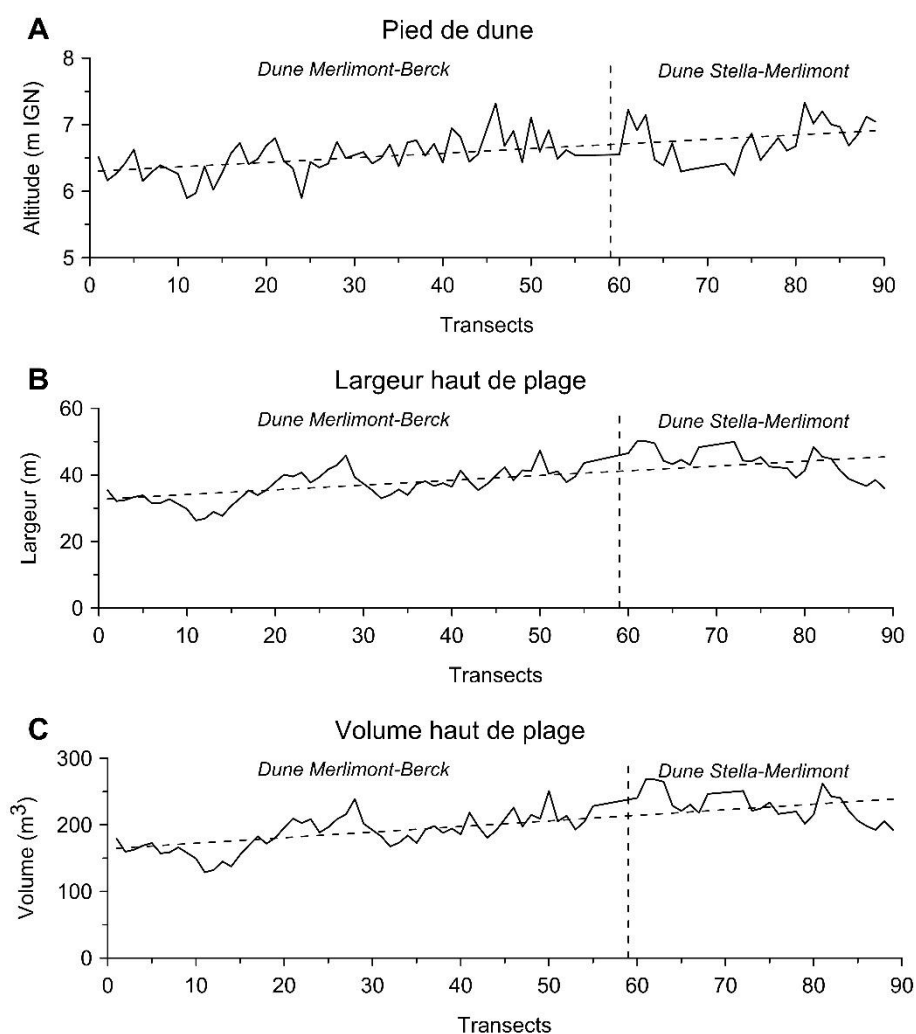 A
Pied de dune
Dune Merlimont-Berck
Dune Stella-Merlimont
Altitude (m IGN)
8
7
6
5
0 10 20 30 40 50 60 70 80 90
Transects
B
Largeur haut de plage
Dune Merlimont-Berck
Dune Stella-Merlimont
Largeur (m)
60
40
20
0
0 10 20 30 40 50 60 70 80 90
Transects
C
Volume haut de plage
Dune Merlimont-Berck
Dune Stella-Merlimont
Volume (m³)
300
200
100
0
0 10 20 30 40 50 60 70 80 90
Transects